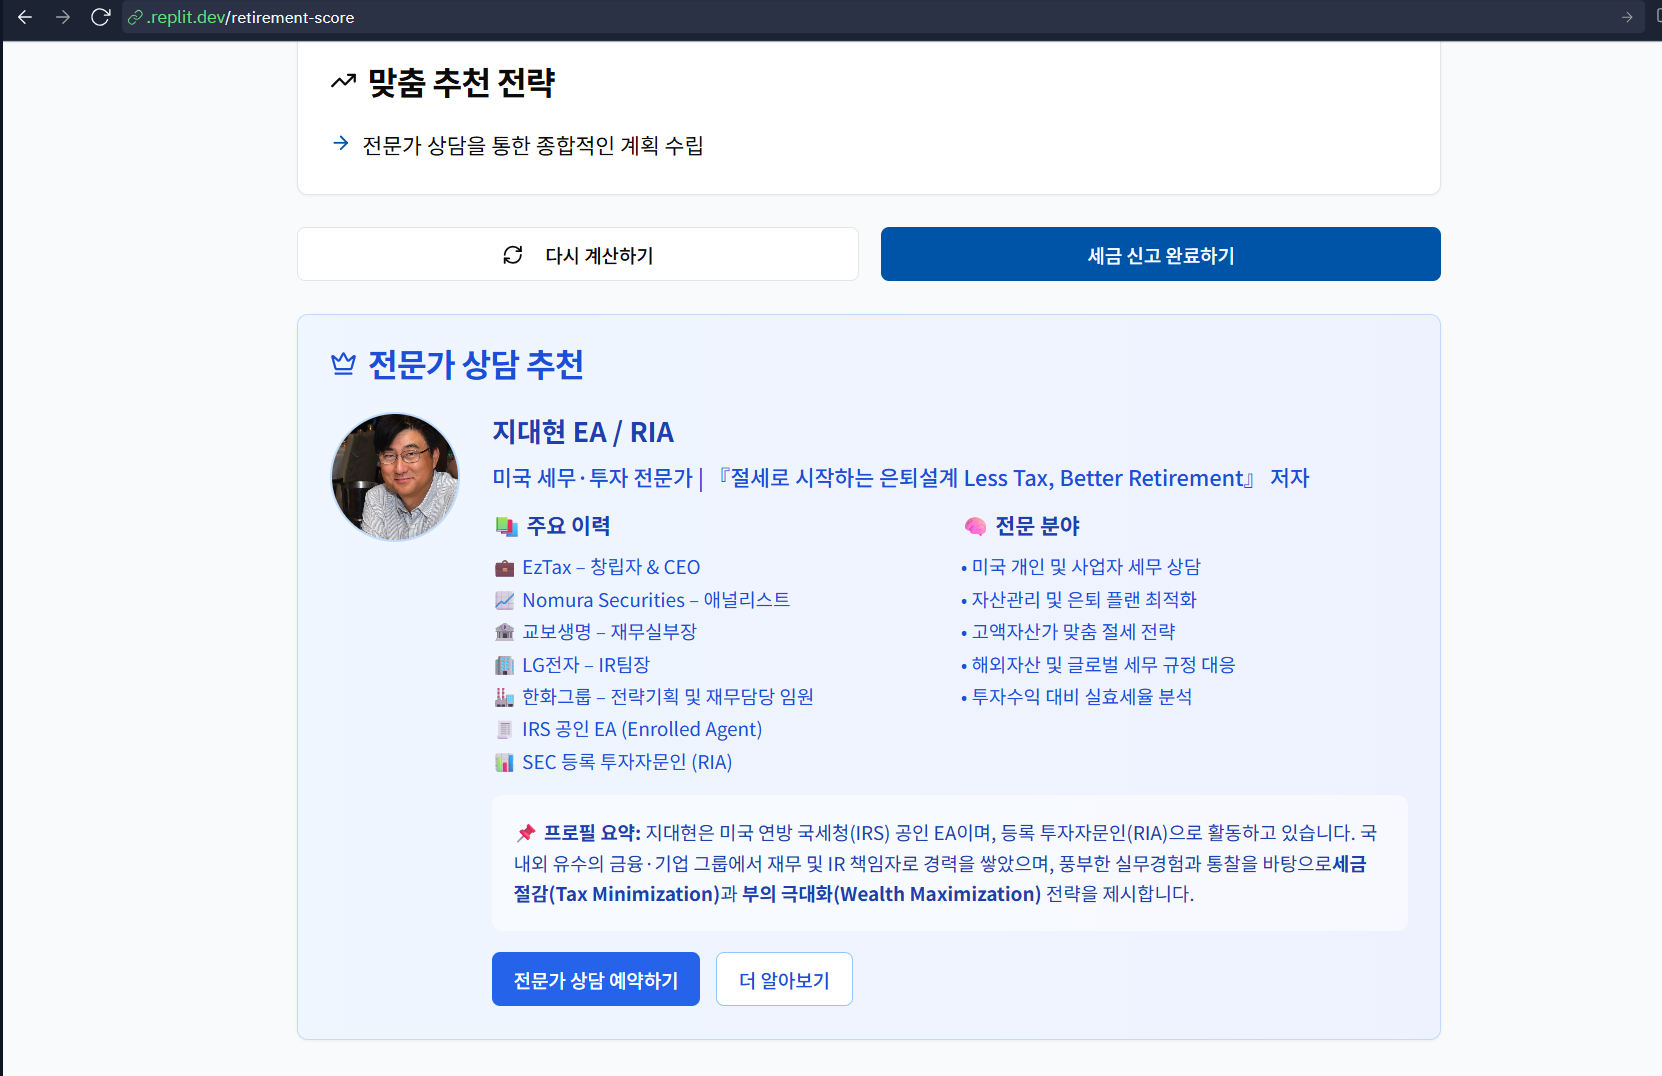 .replit.dev/retirement-score
맞춤 추천 전략
전문가 상담을 통한 종합적인 계획 수립
다시 계산하기
세금 신고 완료하기
전문가 상담 추천
지대현 EA / RIA
미국 세무·투자 전문가 | 『절세로 시작하는 은퇴설계 Less Tax, Better Retirement』 저자
주요 이력
EzTax – 창립자 & CEO
Nomura Securities – 애널리스트
교보생명 – 재무실부장
LG전자 – IR팀장
한화그룹 – 전략기획 및 재무담당 임원
IRS 공인 EA (Enrolled Agent)
SEC 등록 투자자문인 (RIA)
전문 분야
• 미국 개인 및 사업자 세무 상담
• 자산관리 및 은퇴 플랜 최적화
• 고액자산가 맞춤 절세 전략
• 해외자산 및 글로벌 세무 규정 대응
• 투자수익 대비 실효세율 분석
프로필 요약: 지대현은 미국 연방 국세청(IRS) 공인 EA이며, 등록 투자자문인(RIA)으로 활동하고 있습니다. 국
내외 유수의 금융·기업 그룹에서 재무 및 IR 책임자로 경력을 쌓았으며, 풍부한 실무경험과 통찰을 바탕으로세금
절감(Tax Minimization)과 부의 극대화(Wealth Maximization) 전략을 제시합니다.
전문가 상담 예약하기
더 알아보기